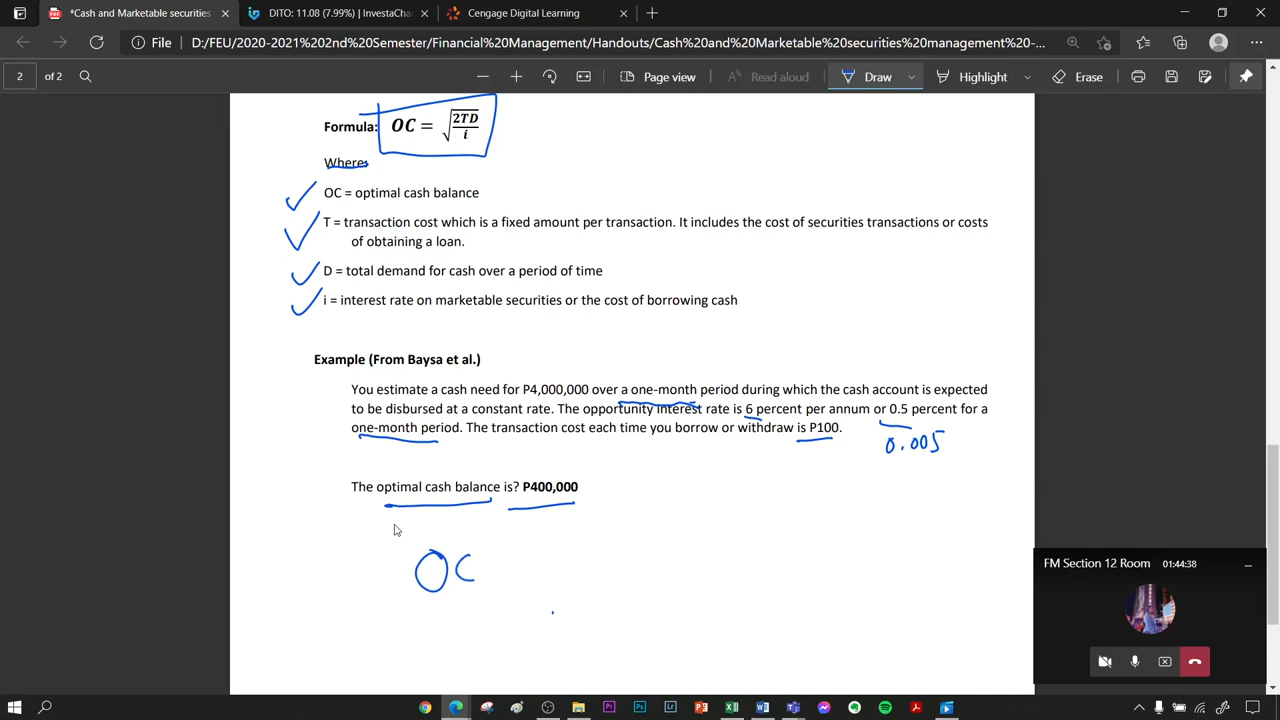 *Cash and Marketable securities
DITO: 11.08 (7.99%) | InvestaCha
Cengage Digital Learning
File
D:/FEU/2020-2021%202nd%20Semester/Financial%20Management/Handouts/Cash%20and%20Marketable%20securities%20management%20-...
2 of 2
Page view
Read aloud
Draw
Highlight
Erase
Formula: OC = √2TD/i
Where:
OC = optimal cash balance
T = transaction cost which is a fixed amount per transaction. It includes the cost of securities transactions or costs
of obtaining a loan.
D = total demand for cash over a period of time
i = interest rate on marketable securities or the cost of borrowing cash
Example (From Baysa et al.)
You estimate a cash need for P4,000,000 over a one-month period during which the cash account is expected
to be disbursed at a constant rate. The opportunity interest rate is 6 percent per annum or 0.5 percent for a
one-month period. The transaction cost each time you borrow or withdraw is P100.
0.005
The optimal cash balance is? P400,000
OC
FM Section 12 Room
01:44:38